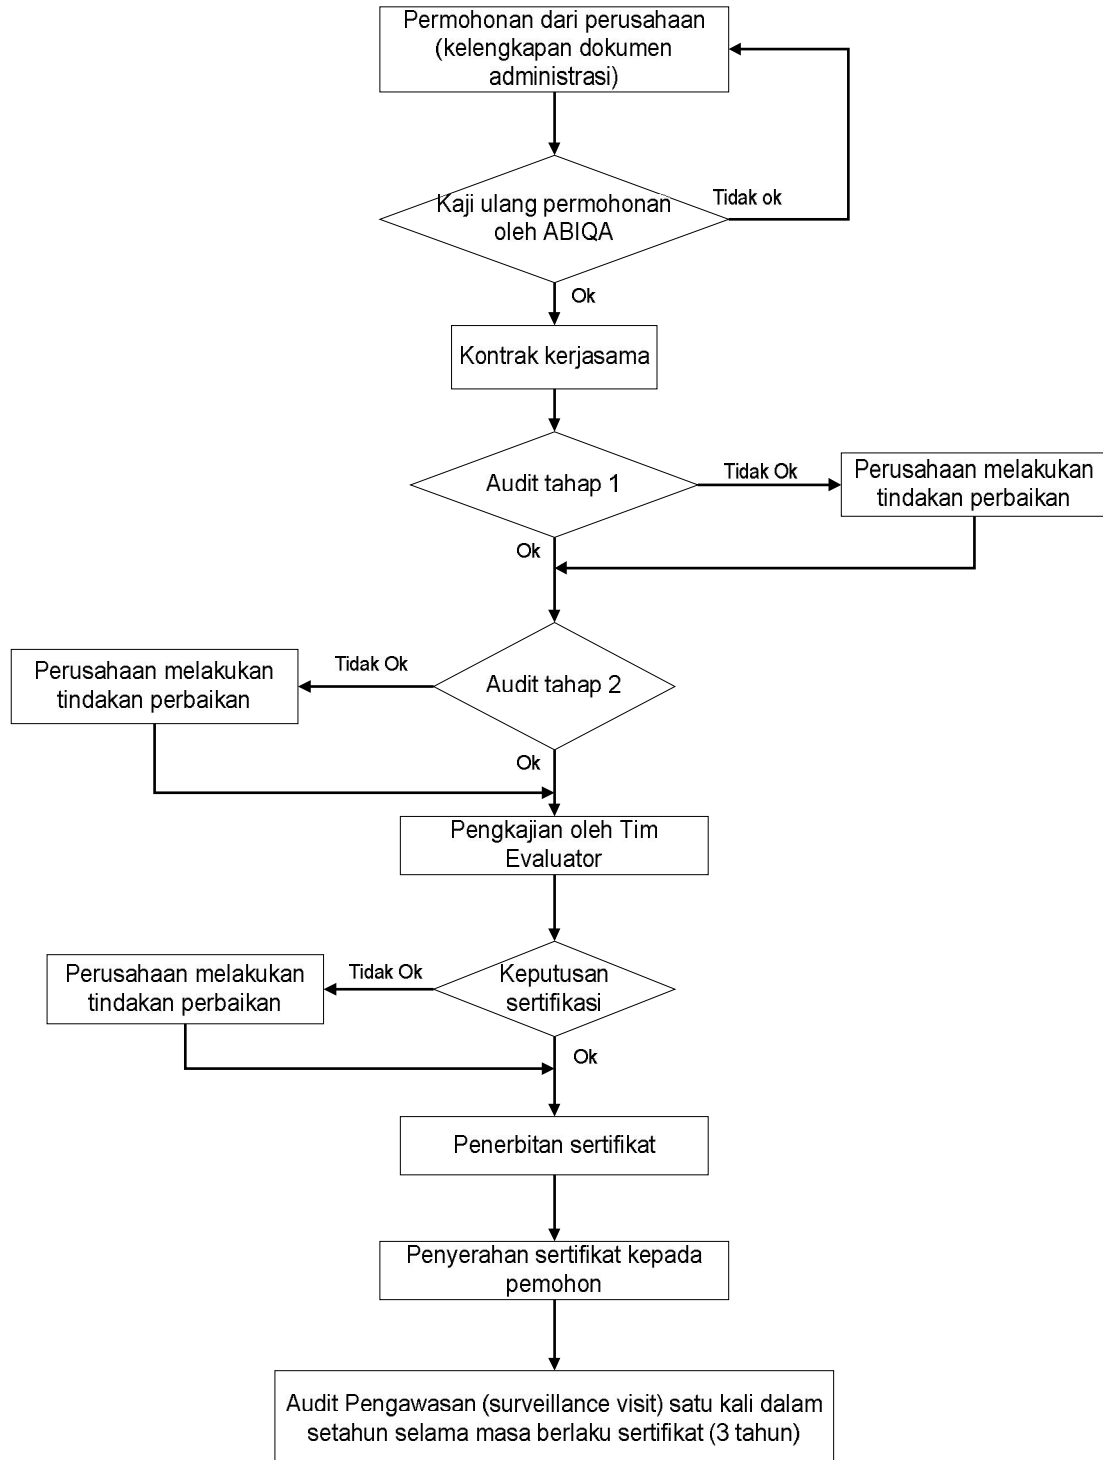 Permohonan dari perusahaan
(kelengkapan dokumen
administrasi)
Kaji ulang permohonan
oleh ABIQA
Tidak ok
Ok
Kontrak kerjasama
Audit tahap 1
Tidak Ok
Perusahaan melakukan
tindakan perbaikan
Ok
Perusahaan melakukan
tindakan perbaikan
Tidak Ok
Audit tahap 2
Ok
Pengkajian oleh Tim
Evaluator
Perusahaan melakukan
tindakan perbaikan
Tidak Ok
Keputusan
sertifikasi
Ok
Penerbitan sertifikat
Penyerahan sertifikat kepada
pemohon
Audit Pengawasan (surveillance visit) satu kali dalam
setahun selama masa berlaku sertifikat (3 tahun)